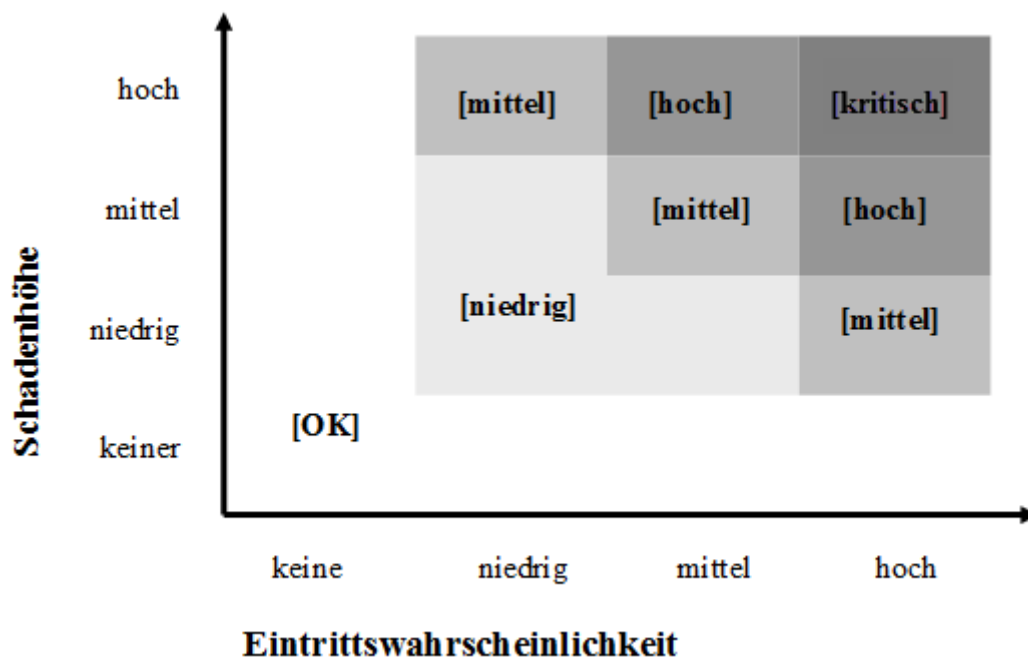 hoch
[mittel]
[hoch]
[kritisch]
mittel
[mittel]
[hoch]
Schadenhöhe
niedrig
[niedrig]
[mittel]
keiner
[OK]
keine
niedrig
mittel
hoch
Eintrittswahrscheinlichkeit